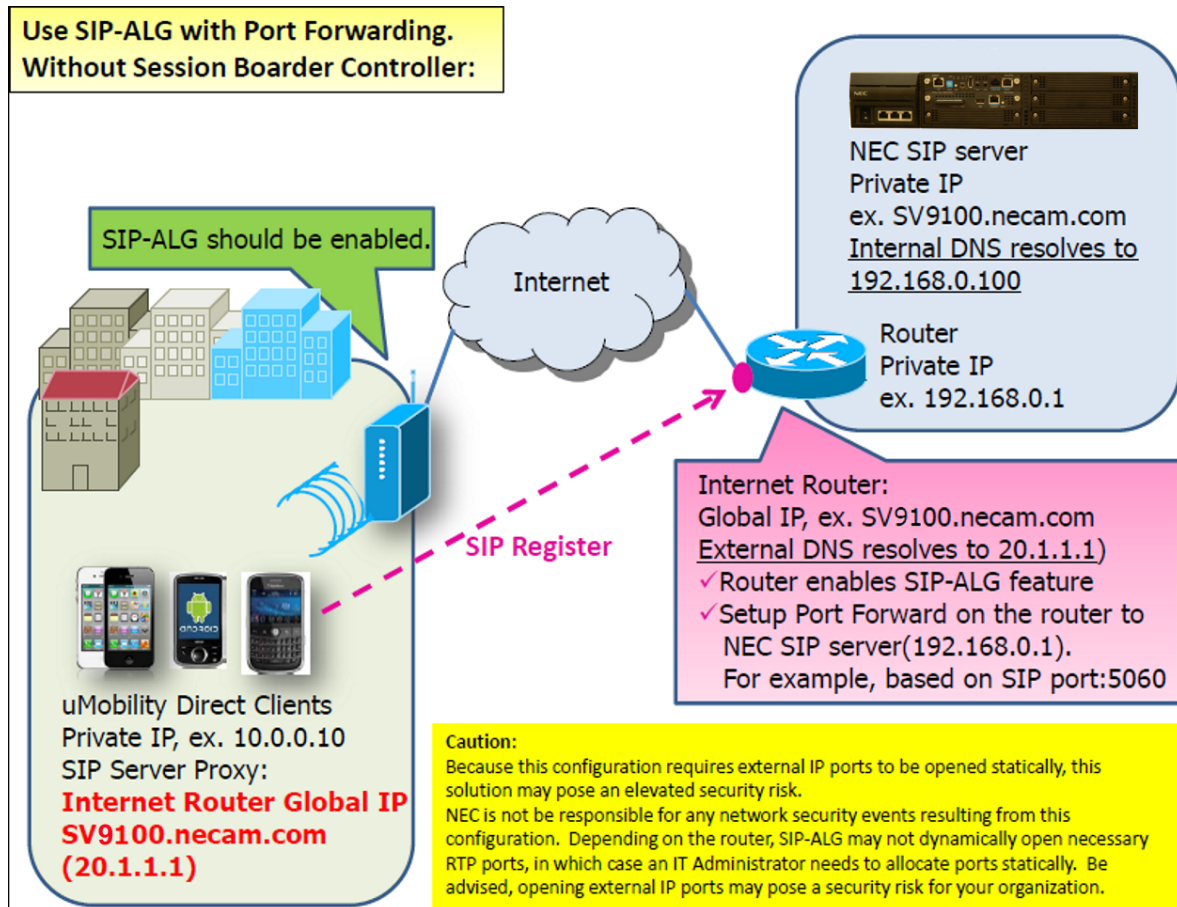 Use SIP-ALG with Port Forwarding.
Without Session Boarder Controller:
NEC SIP server
Private IP
ex. SV9100.necam.com
Internal DNS resolves to
192.168.0.100
Router
Private IP
ex. 192.168.0.1
SIP-ALG should be enabled.
Internet
SIP Register
Internet Router:
Global IP, ex. SV9100.necam.com
External DNS resolves to 20.1.1.1)
✓Router enables SIP-ALG feature
✓Setup Port Forward on the router to
NEC SIP server(192.168.0.1).
For example, based on SIP port:5060
uMobility Direct Clients
Private IP, ex. 10.0.0.10
SIP Server Proxy:
Internet Router Global IP
SV9100.necam.com
(20.1.1.1)
Caution:
Because this configuration requires external IP ports to be opened statically, this
solution may pose an elevated security risk.
NEC is not be responsible for any network security events resulting from this
configuration. Depending on the router, SIP-ALG may not dynamically open necessary
RTP ports, in which case an IT Administrator needs to allocate ports statically. Be
advised, opening external IP ports may pose a security risk for your organization.
NEC
ANDROID